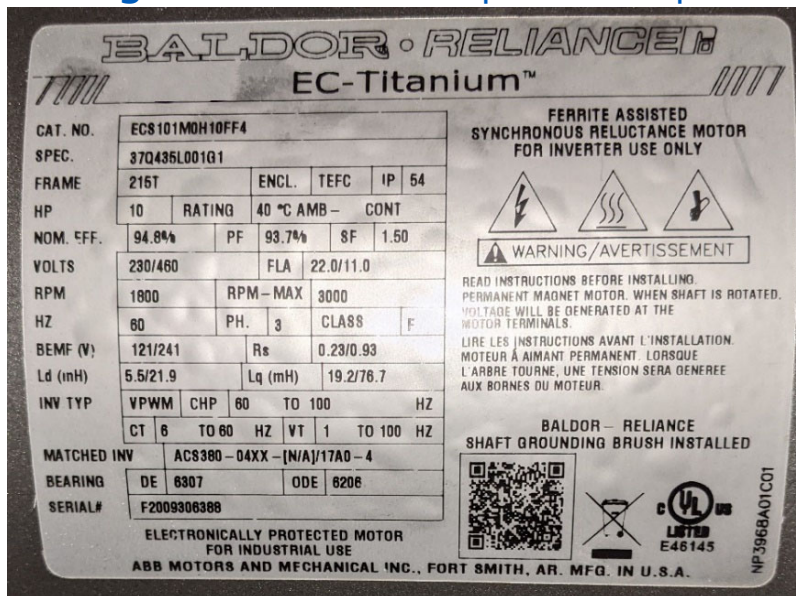 BALDOR · RELIANCE
EC-Titanium™
CAT. NO. ECS101M0H10FF4
SPEC. 37Q435L001G1
FRAME 215T ENCL. TEFC IP 54
HP 10 RATING 40 °C AMB – CONT
NOM. EFF. 94.8% PF 93.7% SF 1.50
VOLTS 230/460 FLA 22.0/11.0
RPM 1800 RPM–MAX 3000
HZ 60 PH. 3 CLASS F
BEMF (V) 121/241 Rs 0.23/0.93
Ld (mH) 5.5/21.9 Lq (mH) 19.2/76.7
INV TYP VPWM CHP 60 TO 100 HZ
CT 6 TO 60 HZ VT 1 TO 100 HZ
MATCHED INV ACS380–04XX–[N/A]/17A0–4
BEARING DE 6307 ODE 6206
SERIAL# F2009306388
FERRITE ASSISTED
SYNCHRONOUS RELUCTANCE MOTOR
FOR INVERTER USE ONLY
WARNING/AVERTISSEMENT
READ INSTRUCTIONS BEFORE INSTALLING.
PERMANENT MAGNET MOTOR. WHEN SHAFT IS ROTATED.
VOLTAGE WILL BE GENERATED AT THE
MOTOR TERMINALS.
LIRE LES INSTRUCTIONS AVANT L'INSTALLATION.
MOTEUR À AIMANT PERMANENT. LORSQUE
L'ARBRE TOURNE, UNE TENSION SERA GENEREE
AUX BORNES DU MOTEUR.
BALDOR – RELIANCE
SHAFT GROUNDING BRUSH INSTALLED
C UL US
LISTED
E46145
NP3968A01C01
ELECTRONICALLY PROTECTED MOTOR
FOR INDUSTRIAL USE
ABB MOTORS AND MECHANICAL INC., FORT SMITH, AR. MFG. IN U.S.A.